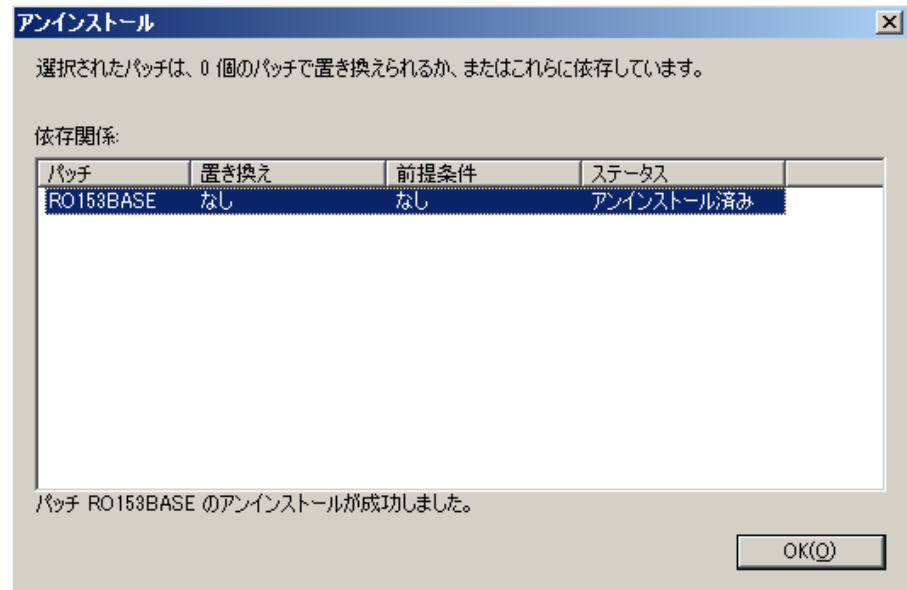 アンインストール
選択されたパッチは、0 個のパッチで置き換えられるか、またはこれらに依存しています。
依存関係:
パッチ 置き換え 前提条件 ステータス
RO153BASE なし なし アンインストール済み
パッチ RO153BASE のアンインストールが成功しました。
OK(O)